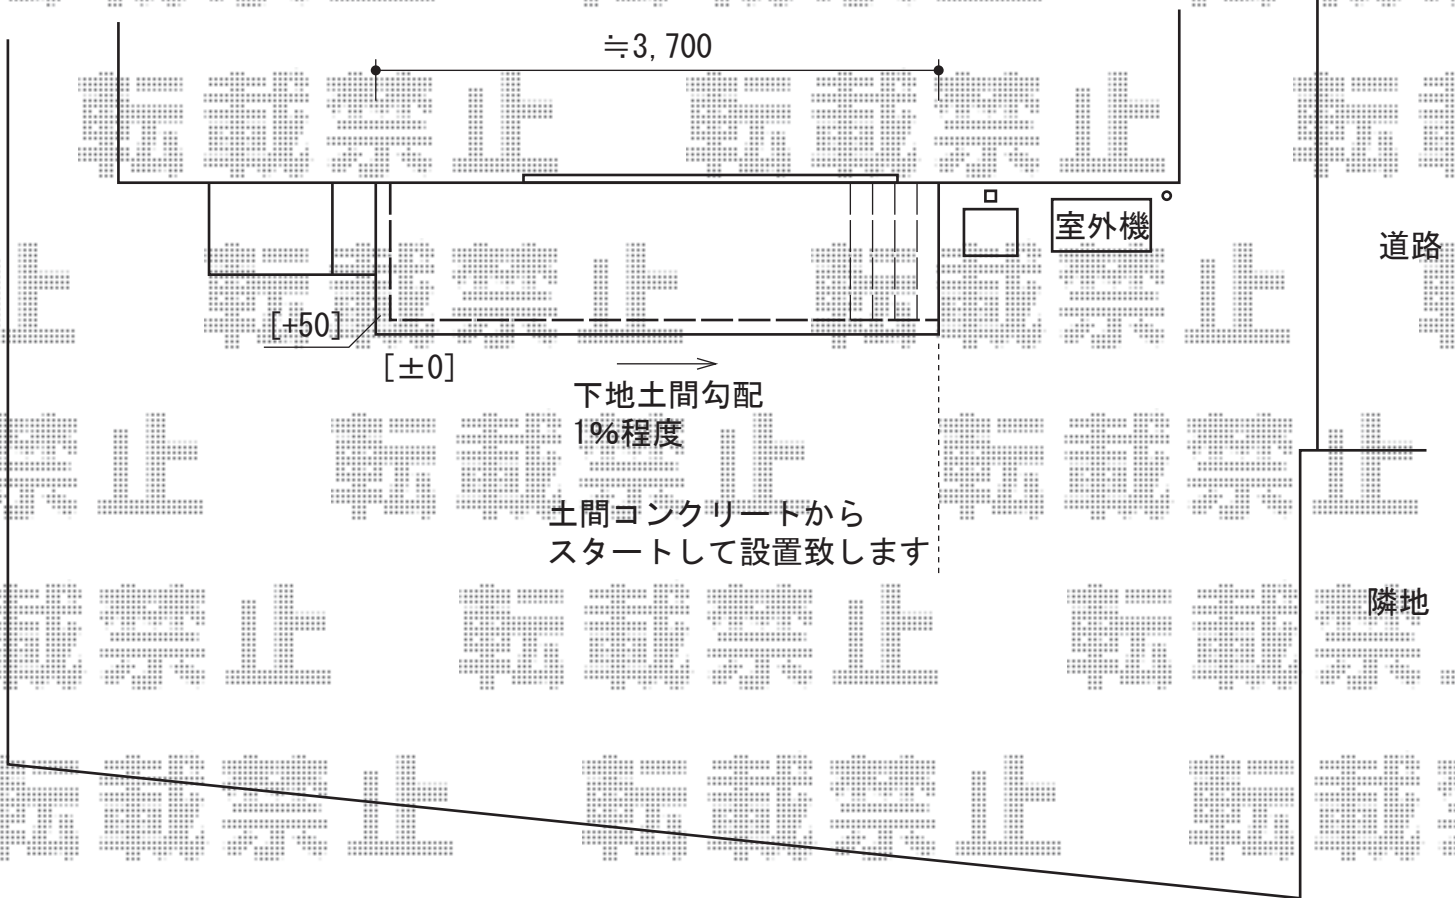 ≒3,700
室外機
道路
[+50]
[±0]
下地土間勾配
1%程度
土間コンクリートから
スタートして設置致します
隣地
転載禁止